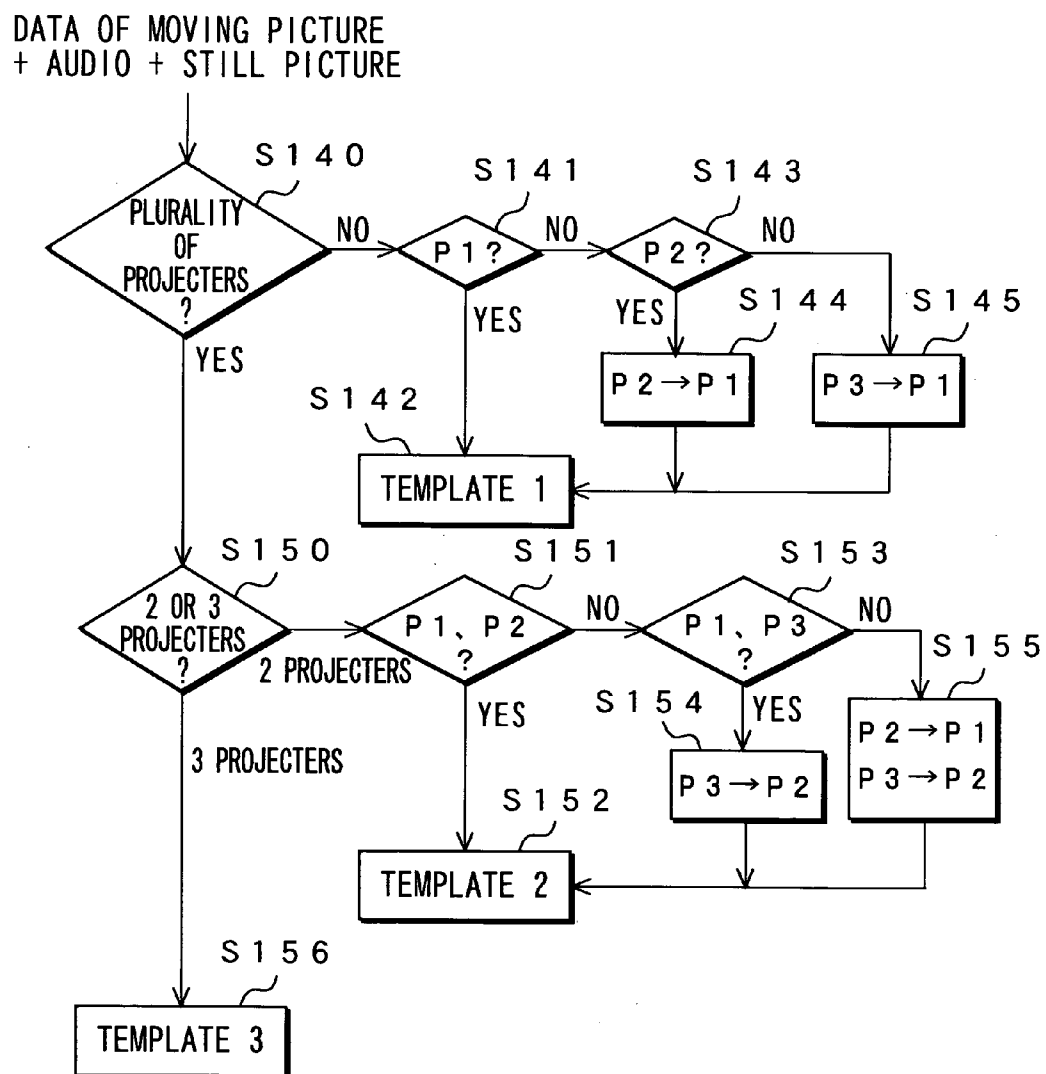 DATA OF MOVING PICTURE
+ AUDIO + STILL PICTURE
S140
PLURALITY
OF
PROJECTERS
?
NO
YES
S141
P1?
NO
YES
S143
P2?
NO
YES
S144
P2→P1
S145
P3→P1
S142
TEMPLATE 1
S150
2 OR 3
PROJECTERS
?
2 PROJECTERS
3 PROJECTERS
S151
P1、P2
?
NO
YES
S153
P1、P3
?
NO
YES
S154
P3→P2
S155
P2→P1
P3→P2
S152
TEMPLATE 2
S156
TEMPLATE 3